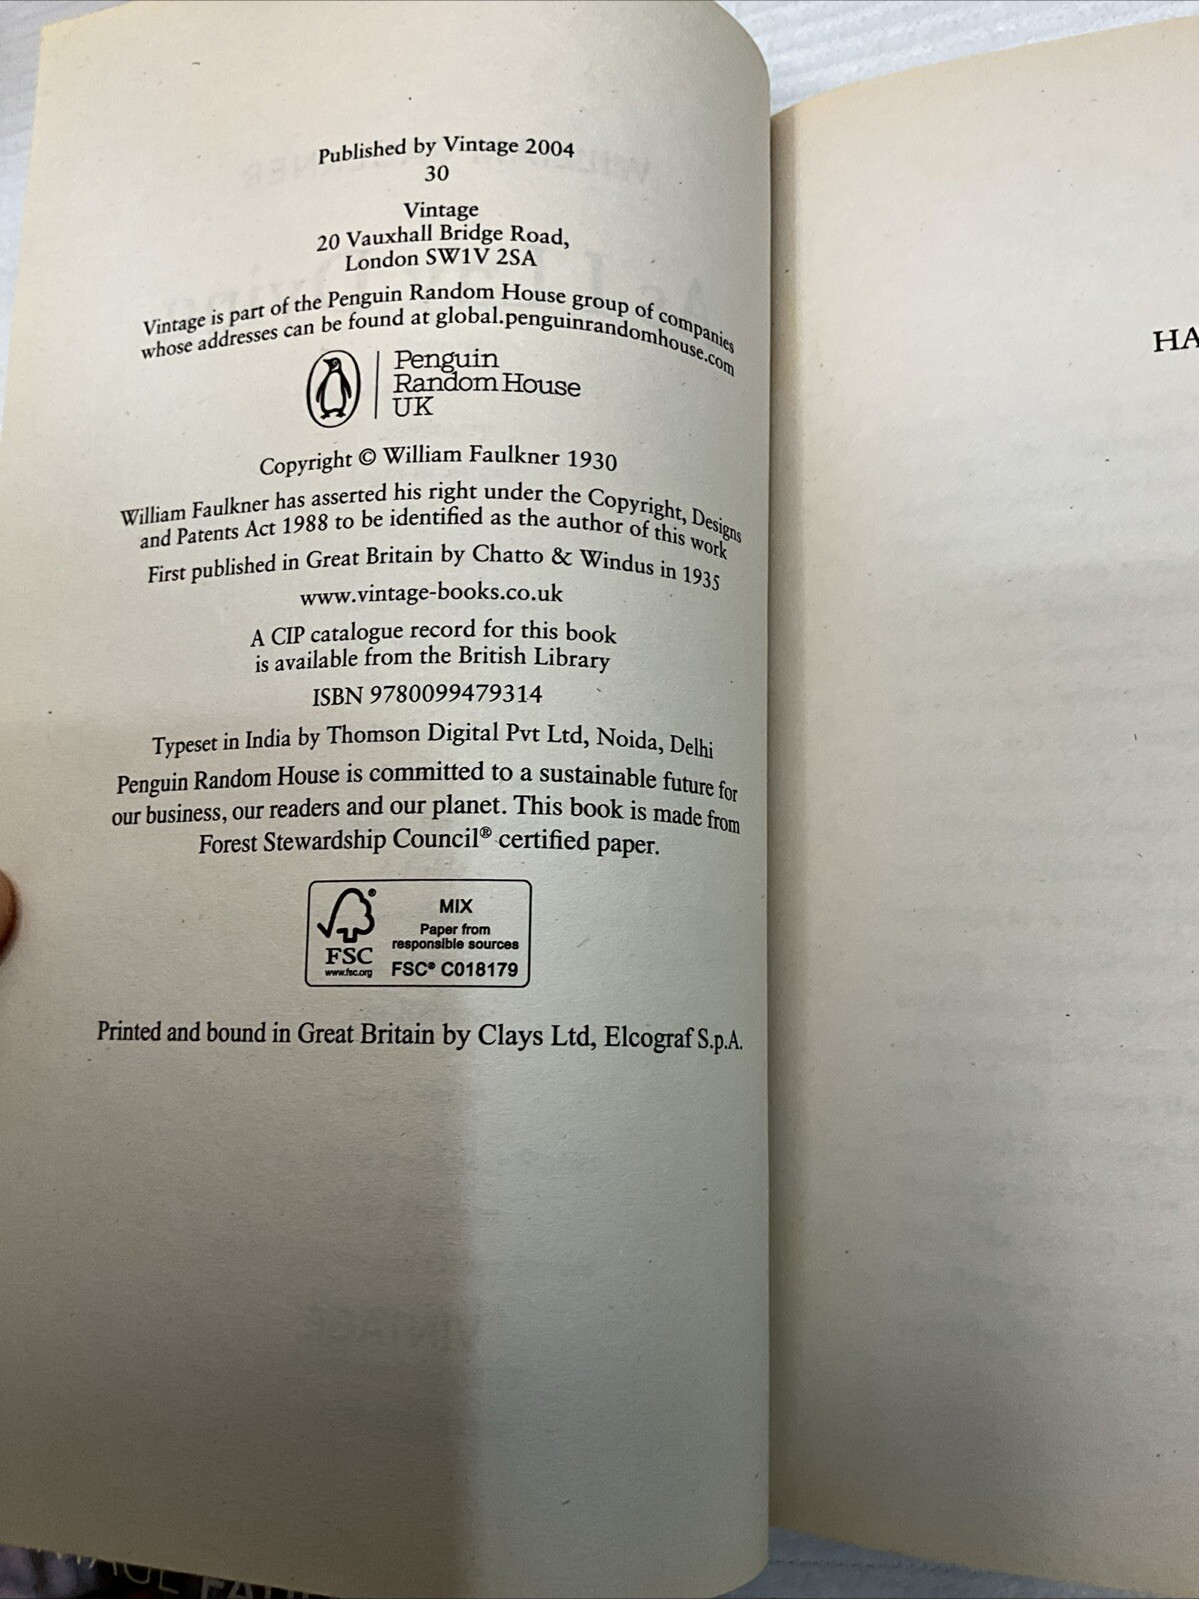 Published by Vintage 2004
30
Vintage
20 Vauxhall Bridge Road,
London SW1V 2SA
Vintage is part of the Penguin Random House group of companies
whose addresses can be found at global.penguinrandomhouse.com
Penguin
Random House
UK
Copyright © William Faulkner 1930
William Faulkner has asserted his right under the Copyright, Designs
and Patents Act 1988 to be identified as the author of this work
First published in Great Britain by Chatto & Windus in 1935
www.vintage-books.co.uk
A CIP catalogue record for this book
is available from the British Library
ISBN 9780099479314
Typeset in India by Thomson Digital Pvt Ltd, Noida, Delhi
Penguin Random House is committed to a sustainable future for
our business, our readers and our planet. This book is made from
Forest Stewardship Council® certified paper.
FSC
www.fsc.org
MIX
Paper from
responsible sources
FSC® C018179
Printed and bound in Great Britain by Clays Ltd, Elcograf S.p.A.
HA